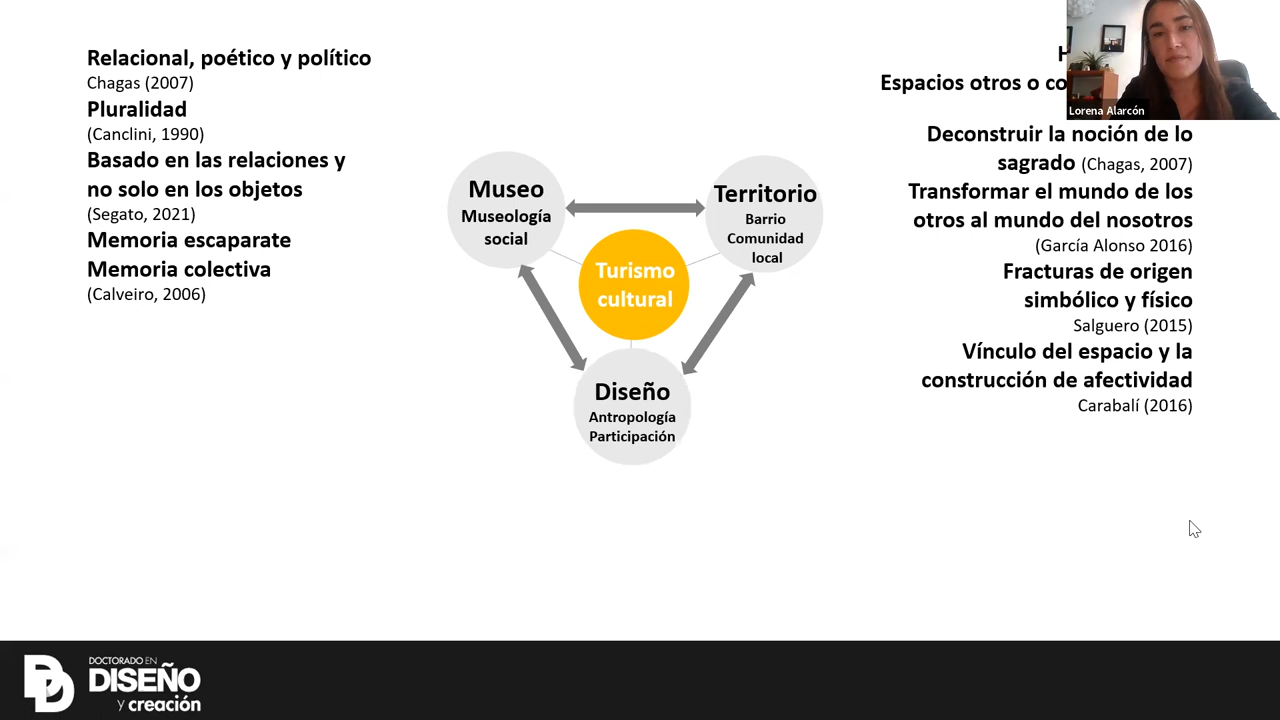 Relacional, poético y político
Chagas (2007)
Pluralidad
(Canclini, 1990)
Basado en las relaciones y
no solo en los objetos
(Segato, 2021)
Memoria escaparate
Memoria colectiva
(Calveiro, 2006)
Museo
Museología
social
Territorio
Barrio
Comunidad
local
Turismo
cultural
Diseño
Antropología
Participación
Espacios otros o
Lorena Alarcón
Deconstruir la noción de lo
sagrado (Chagas, 2007)
Transformar el mundo de los
otros al mundo del nosotros
(García Alonso 2016)
Fracturas de origen
simbólico y físico
Salguero (2015)
Vínculo del espacio y la
construcción de afectividad
Carabalí (2016)
DOCTORADO EN
DISEÑO
y creación